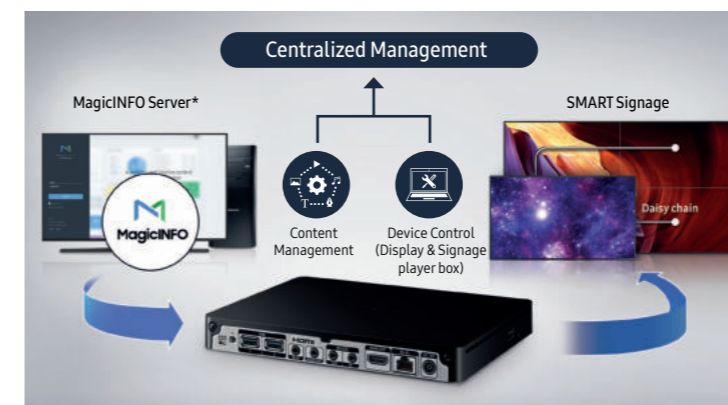 Centralized Management
MagicINFO Server*
SMART Signage
MagicINFO
Content
Management
Device Control
(Display & Signage
player box)
Daisy chain
HDMI